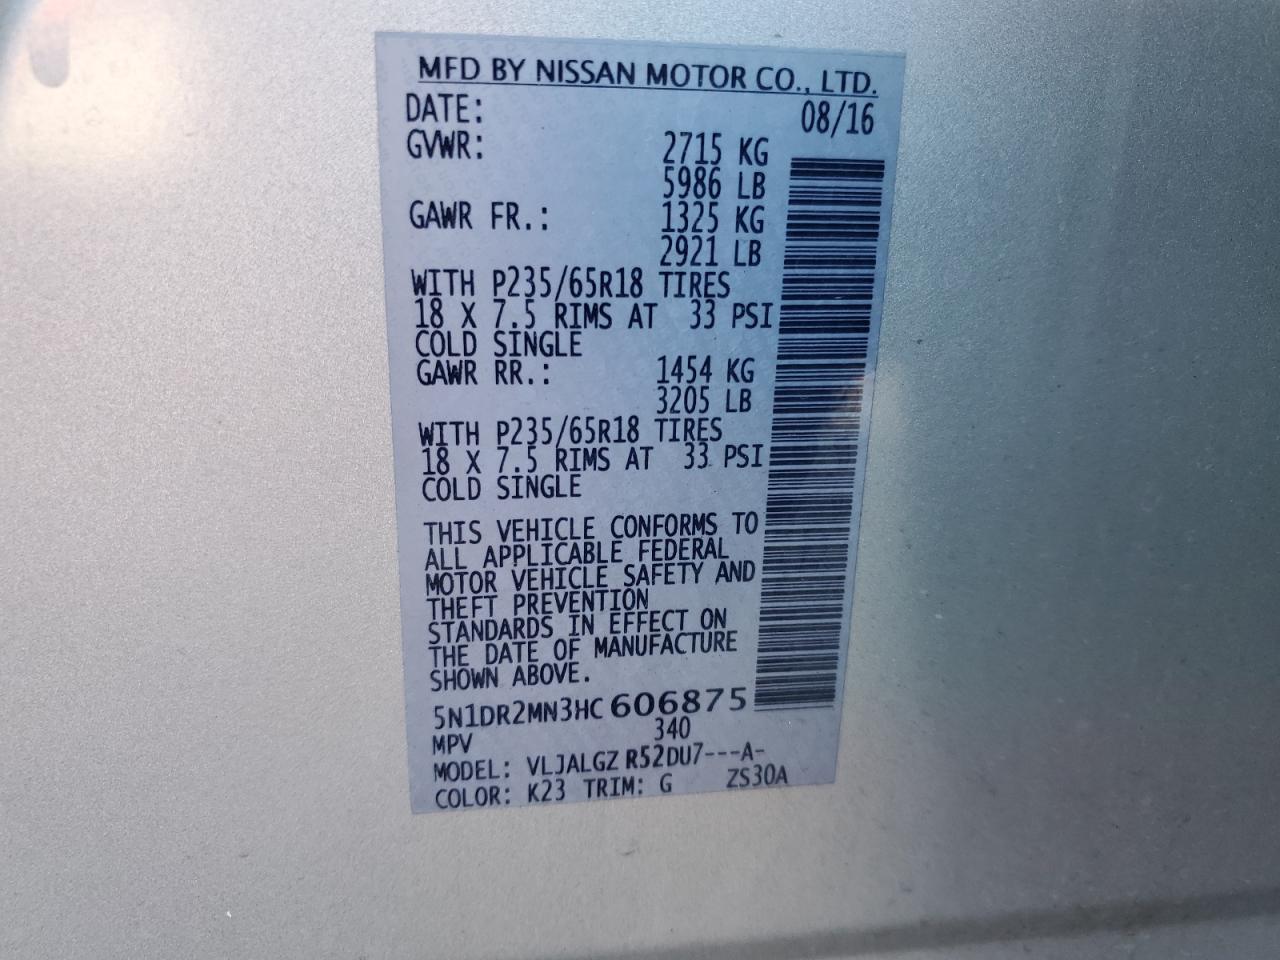 MFD BY NISSAN MOTOR CO., LTD.
DATE: 08/16
GVWR: 2715 KG
5986 LB
GAWR FR.: 1325 KG
2921 LB
WITH P235/65R18 TIRES
18 X 7.5 RIMS AT 33 PSI
COLD SINGLE
GAWR RR.: 1454 KG
3205 LB
WITH P235/65R18 TIRES
18 X 7.5 RIMS AT 33 PSI
COLD SINGLE
THIS VEHICLE CONFORMS TO
ALL APPLICABLE FEDERAL
MOTOR VEHICLE SAFETY AND
THEFT PREVENTION
STANDARDS IN EFFECT ON
THE DATE OF MANUFACTURE
SHOWN ABOVE.
5N1DR2MN3HC606875
MPV 340
MODEL: VLJALGZ R52DU7---A-
COLOR: K23 TRIM: G ZS30A